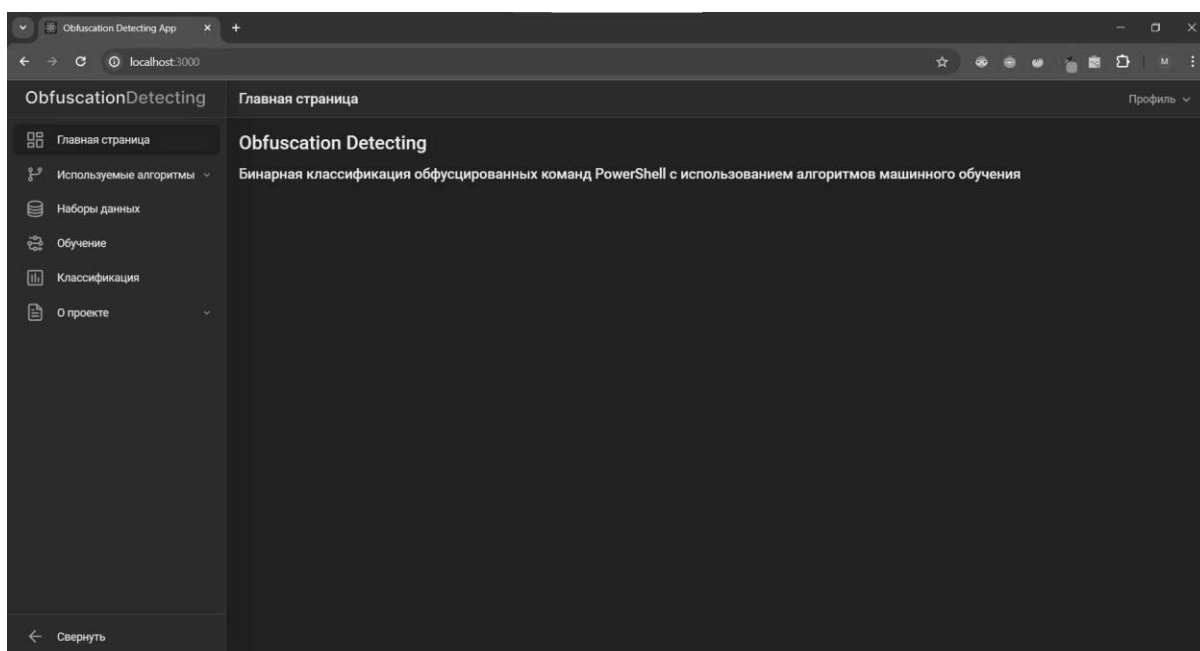 Obfuscation Detecting App
localhost:3000
M
ObfuscationDetecting
Главная страница
Профиль
Главная страница
Используемые алгоритмы
Наборы данных
Обучение
Классификация
О проекте
Свернуть
Obfuscation Detecting
Бинарная классификация обфусцированных команд PowerShell с использованием алгоритмов машинного обучения